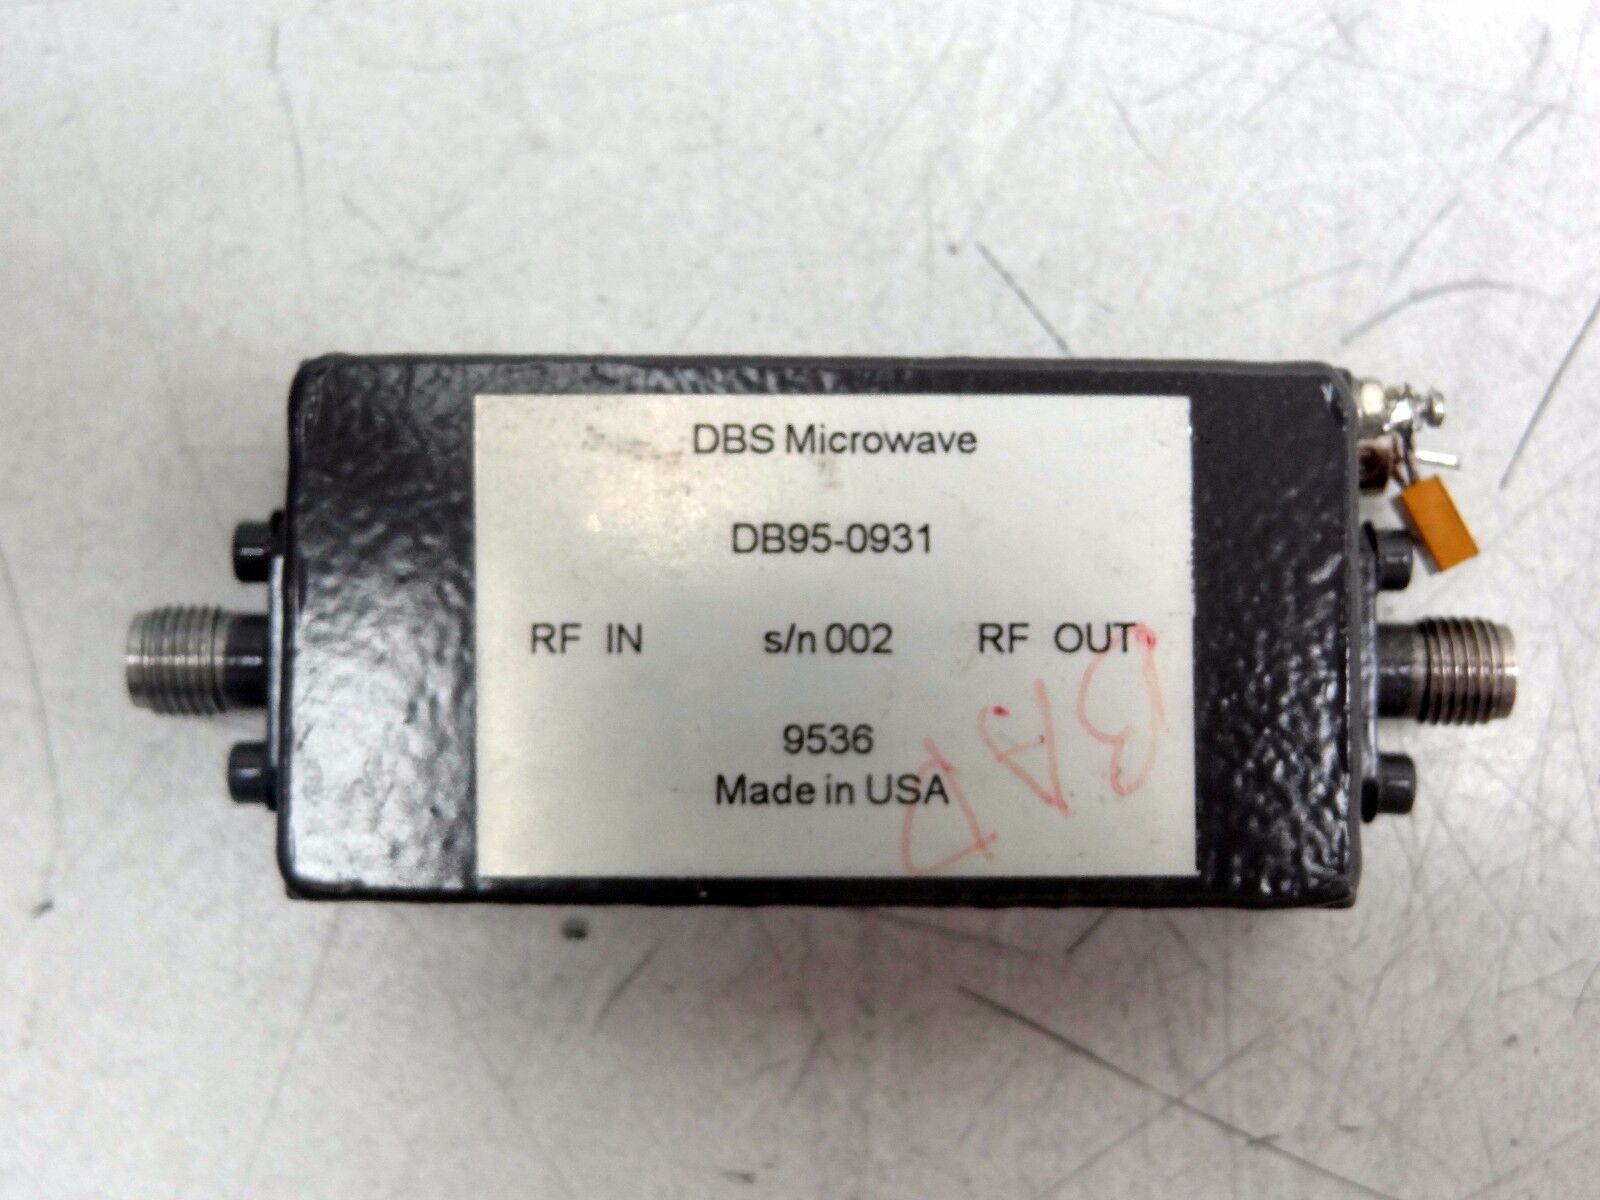 DBS Microwave
DB95-0931
RF IN s/n 002 RF OUT
9536
Made in USA
BAD